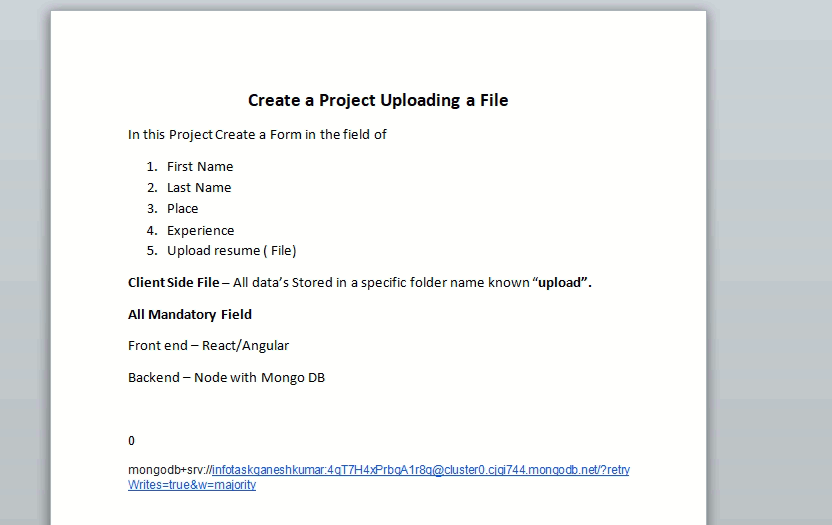 Create a Project Uploading a File
In this Project Create a Form in the field of
1. First Name
2. Last Name
3. Place
4. Experience
5. Upload resume ( File)
Client Side File – All data's Stored in a specific folder name known “upload”.
All Mandatory Field
Front end – React/Angular
Backend – Node with Mongo DB
0
mongodb+srv://infotaskganeshkumar:4gT7H4xPrbgA1r8g@cluster0.cjgi744.mongodb.net/?retry
Writes=true&w=majority